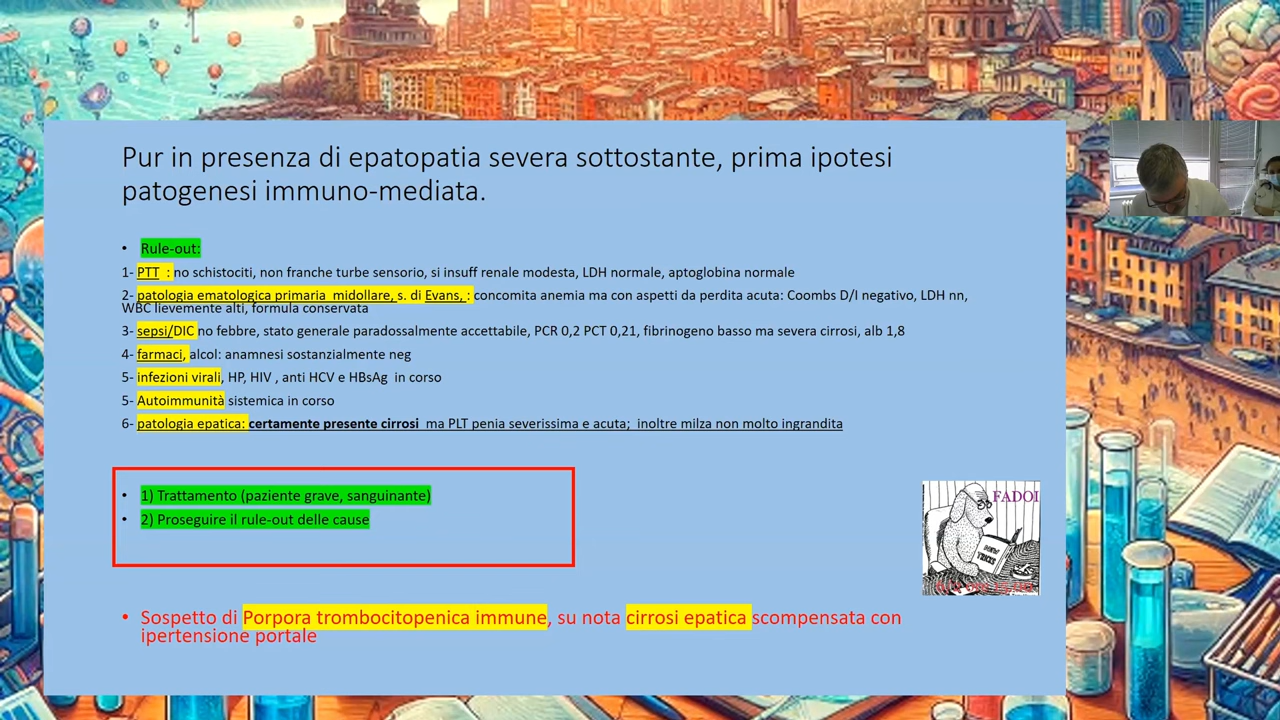 Pur in presenza di epatopatia severa sottostante, prima ipotesi
patogenesi immuno-mediata.
• Rule-out:
1- PTT : no schistociti, non franche turbe sensorio, si insuff renale modesta, LDH normale, aptoglobina normale
2- patologia ematologica primaria midollare, s. di Evans, : concomita anemia ma con aspetti da perdita acuta: Coombs D/I negativo, LDH nn,
WBC lievemente alti, formula conservata
3- sepsi/DIC no febbre, stato generale paradossalmente accettabile, PCR 0,2 PCT 0,21, fibrinogeno basso ma severa cirrosi, alb 1,8
4- farmaci, alcol: anamnesi sostanzialmente neg
5- infezioni virali, HP, HIV , anti HCV e HBsAg in corso
5- Autoimmunità sistemica in corso
6- patologia epatica: certamente presente cirrosi ma PLT penia severissima e acuta; inoltre milza non molto ingrandita
• 1) Trattamento (paziente grave, sanguinante)
• 2) Proseguire il rule-out delle cause
FADOI
• Sospetto di Porpora trombocitopenica immune, su nota cirrosi epatica scompensata con
ipertensione portale